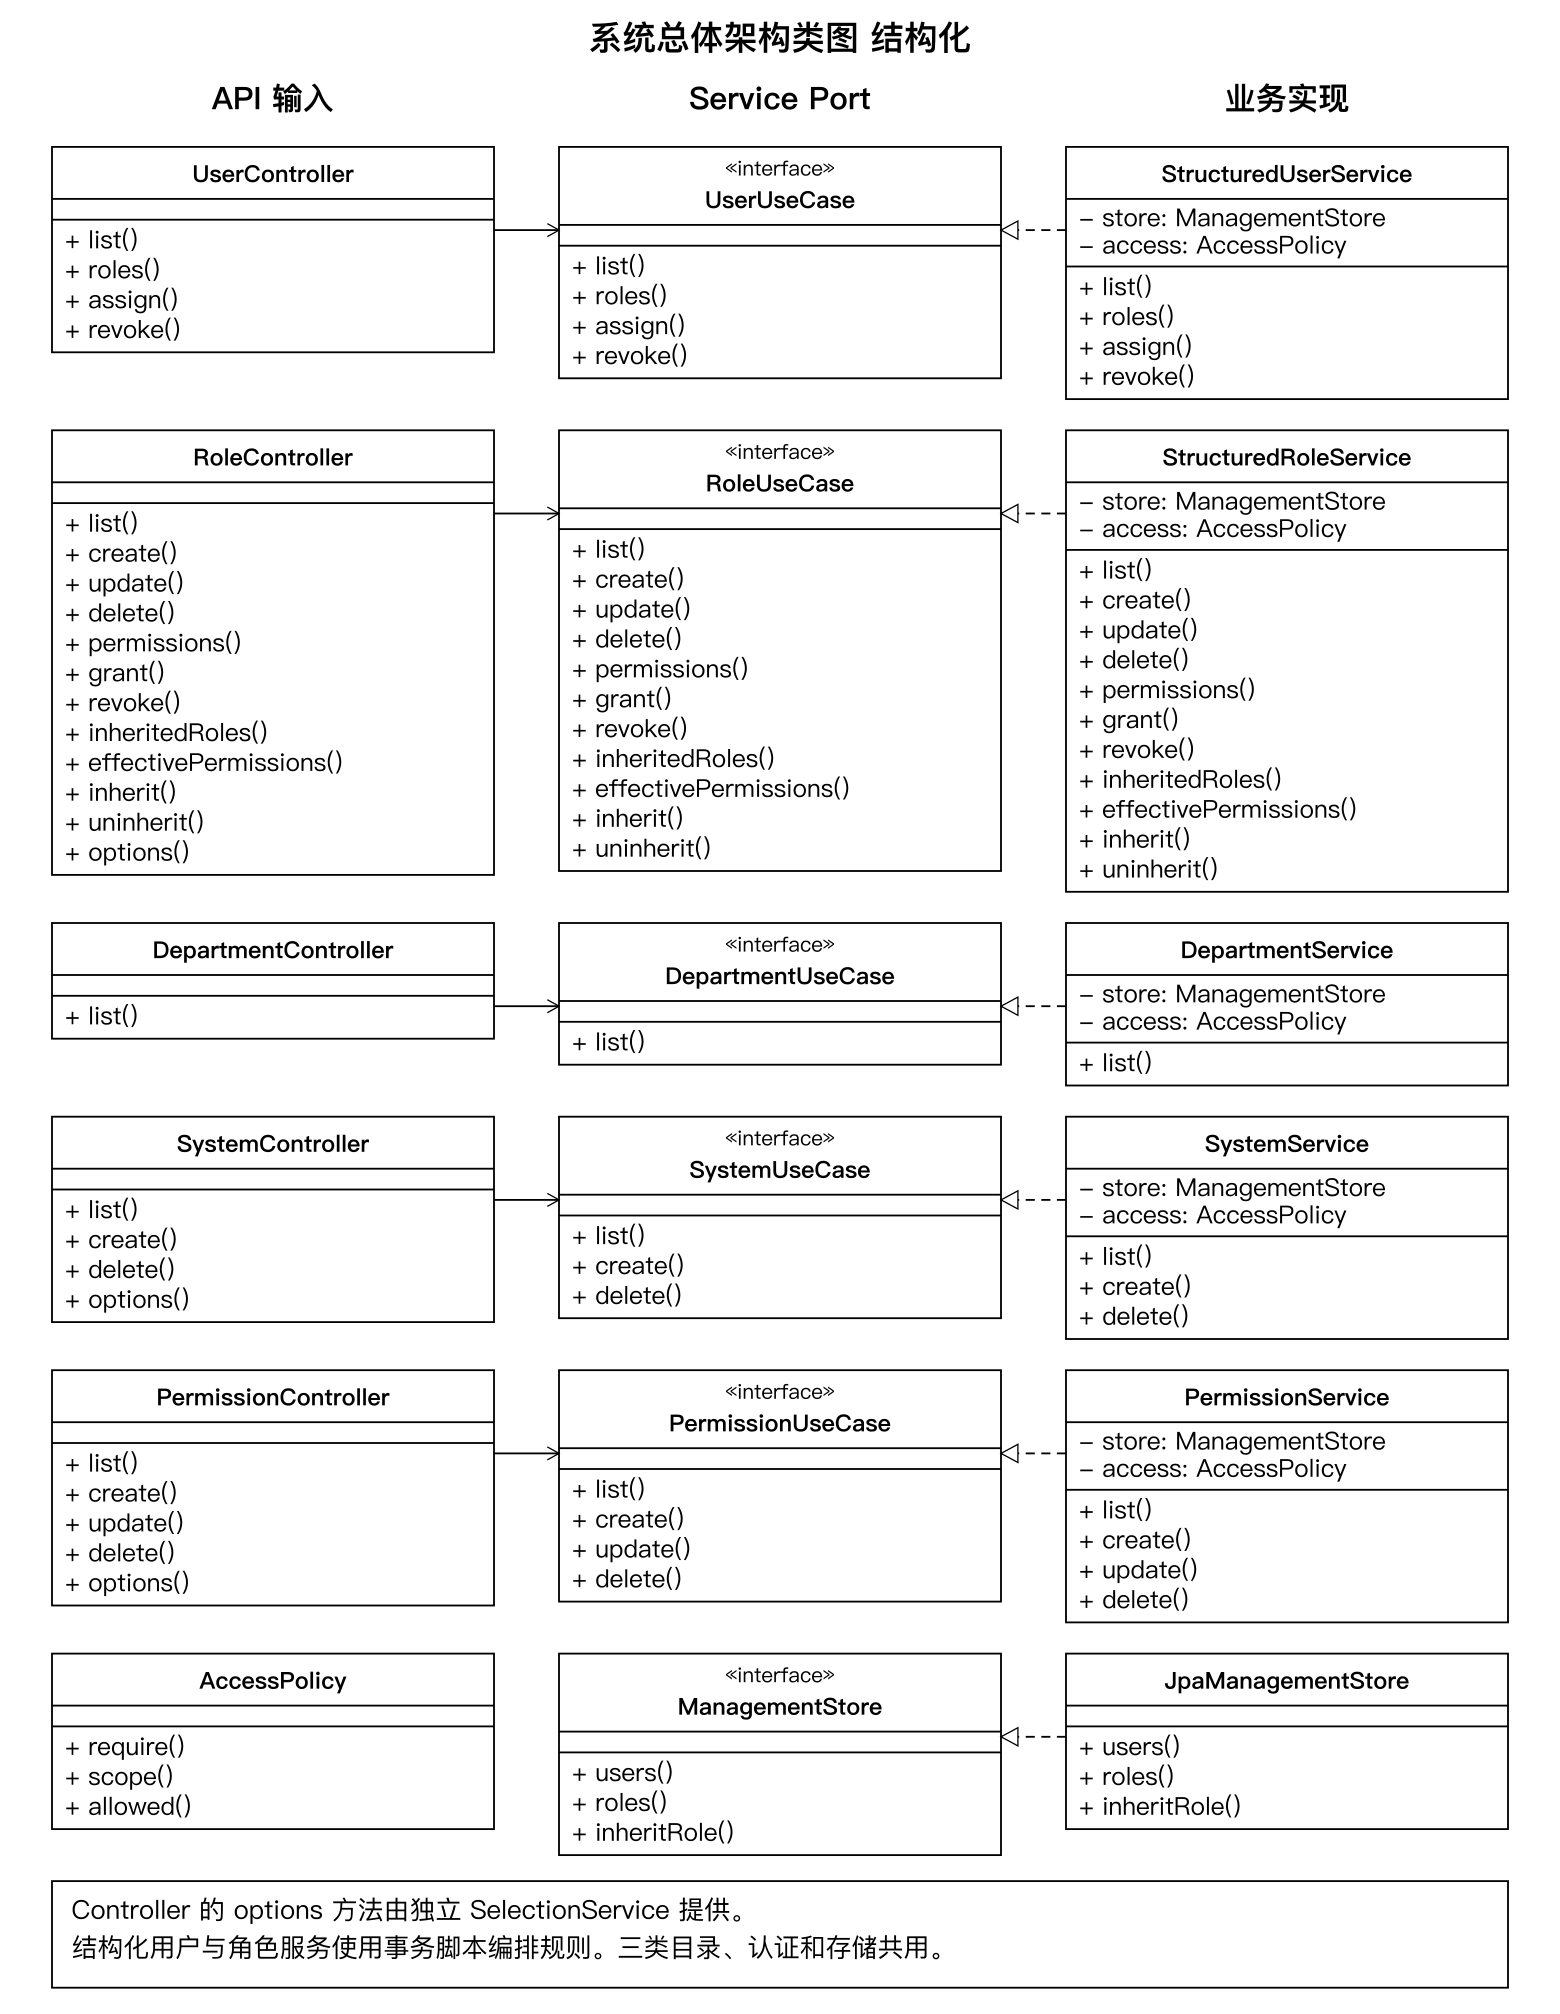 系统总体架构类图 结构化
API 输入
Service Port
业务实现
UserController
+ list()
+ roles()
+ assign()
+ revoke()
«interface»
UserUseCase
+ list()
+ roles()
+ assign()
+ revoke()
StructuredUserService
– store: ManagementStore
– access: AccessPolicy
+ list()
+ roles()
+ assign()
+ revoke()
RoleController
+ list()
+ create()
+ update()
+ delete()
+ permissions()
+ grant()
+ revoke()
+ inheritedRoles()
+ effectivePermissions()
+ inherit()
+ uninherit()
+ options()
«interface»
RoleUseCase
+ list()
+ create()
+ update()
+ delete()
+ permissions()
+ grant()
+ revoke()
+ inheritedRoles()
+ effectivePermissions()
+ inherit()
+ uninherit()
StructuredRoleService
– store: ManagementStore
– access: AccessPolicy
+ list()
+ create()
+ update()
+ delete()
+ permissions()
+ grant()
+ revoke()
+ inheritedRoles()
+ effectivePermissions()
+ inherit()
+ uninherit()
DepartmentController
+ list()
«interface»
DepartmentUseCase
+ list()
DepartmentService
– store: ManagementStore
– access: AccessPolicy
+ list()
SystemController
+ list()
+ create()
+ delete()
+ options()
«interface»
SystemUseCase
+ list()
+ create()
+ delete()
SystemService
– store: ManagementStore
– access: AccessPolicy
+ list()
+ create()
+ delete()
PermissionController
+ list()
+ create()
+ update()
+ delete()
+ options()
«interface»
PermissionUseCase
+ list()
+ create()
+ update()
+ delete()
PermissionService
– store: ManagementStore
– access: AccessPolicy
+ list()
+ create()
+ update()
+ delete()
AccessPolicy
+ require()
+ scope()
+ allowed()
«interface»
ManagementStore
+ users()
+ roles()
+ inheritRole()
JpaManagementStore
+ users()
+ roles()
+ inheritRole()
Controller 的 options 方法由独立 SelectionService 提供。
结构化用户与角色服务使用事务脚本编排规则。三类目录、认证和存储共用。